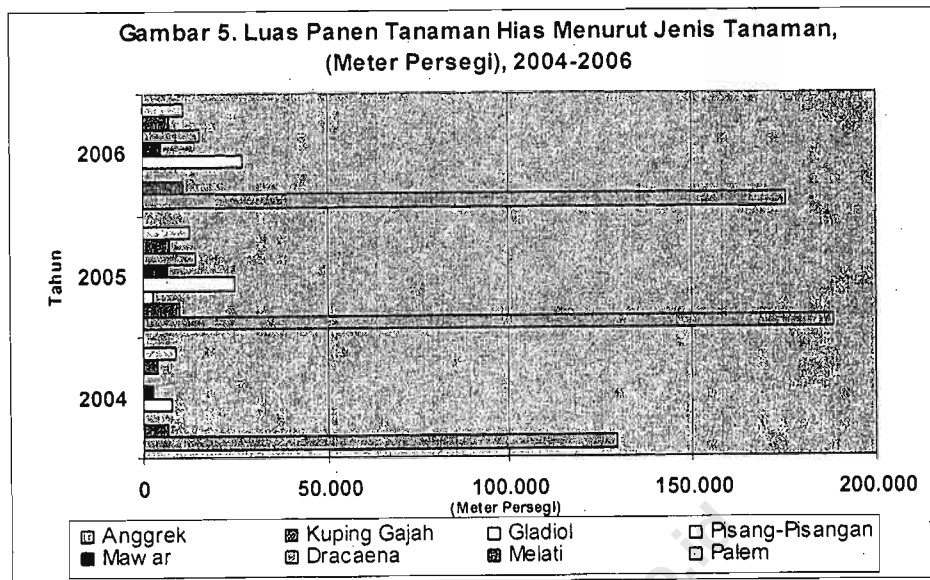 Gambar 5. Luas Panen Tanaman Hias Menurut Jenis Tanaman,
(Meter Persegi), 2004-2006
Tahun
2006
2005
2004
0 50.000 100.000 150.000 200.000
(Meter Persegi)
Anggrek Kuping Gajah Gladiol Pisang-Pisangan
Maw ar Dracaena Melati Palem